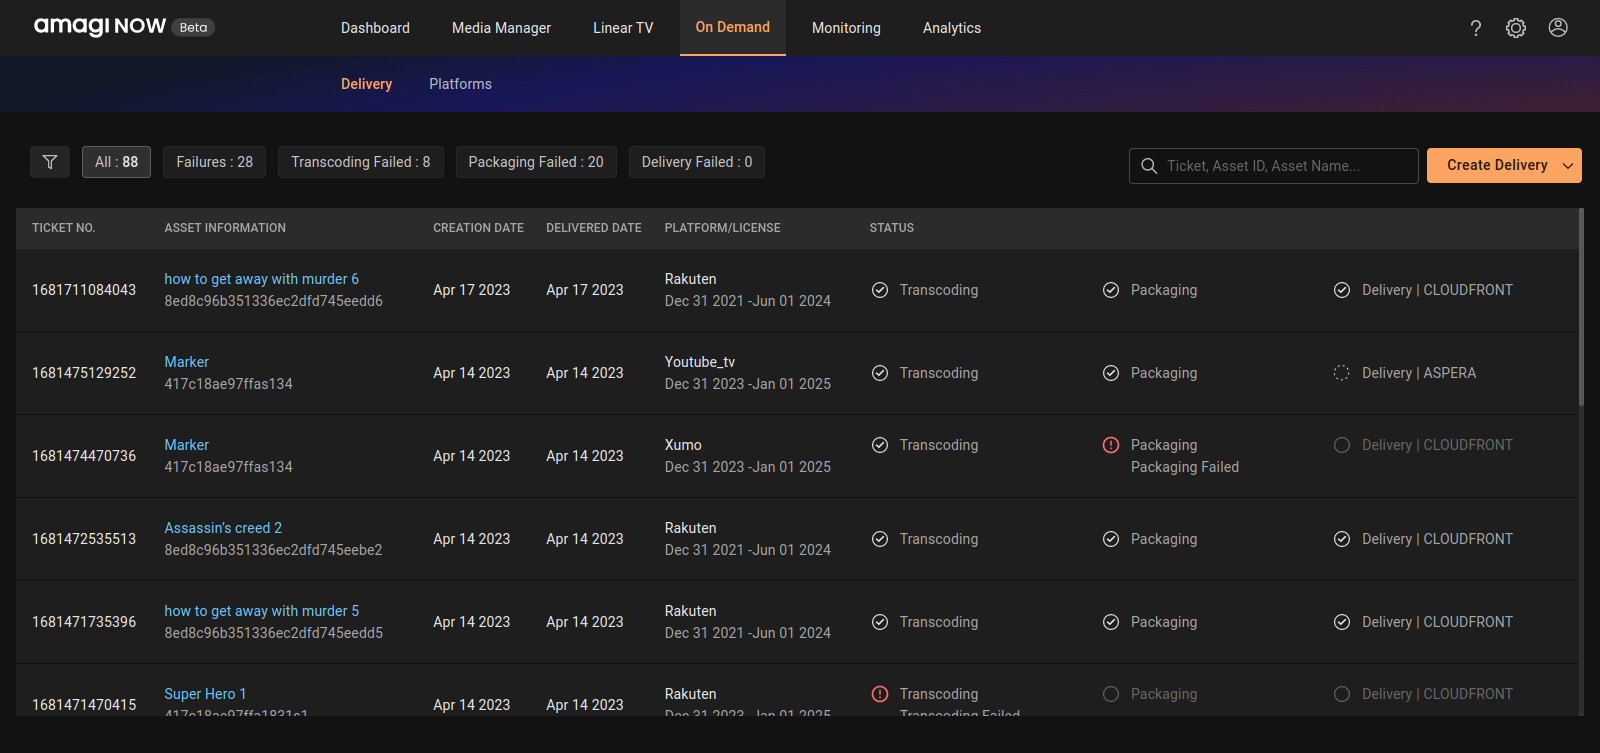 amagi NOW Beta
Dashboard Media Manager Linear TV On Demand Monitoring Analytics
Delivery Platforms
All : 88 Failures : 28 Transcoding Failed : 8 Packaging Failed : 20 Delivery Failed : 0 Ticket, Asset ID, Asset Name... Create Delivery
TICKET NO. ASSET INFORMATION CREATION DATE DELIVERED DATE PLATFORM/LICENSE STATUS
how to get away with murder 6 Rakuten
1681711084043 Apr 17 2023 Apr 17 2023 Transcoding Packaging Delivery | CLOUDFRONT
8ed8c96b351336ec2dfd745eedd6 Dec 31 2021 -Jun 01 2024
Marker Youtube_tv
1681475129252 Apr 14 2023 Apr 14 2023 Transcoding Packaging Delivery | ASPERA
417c18ae97ffas134 Dec 31 2023 -Jan 01 2025
Marker Xumo Transcoding Packaging Delivery | CLOUDFRONT
1681474470736 Apr 14 2023 Apr 14 2023
417c18ae97ffas134 Dec 31 2023 -Jan 01 2025 Packaging Failed
Assassin's creed 2 Rakuten
1681472535513 Apr 14 2023 Apr 14 2023 Transcoding Packaging Delivery | CLOUDFRONT
8ed8c96b351336ec2dfd745eebe2 Dec 31 2021 -Jun 01 2024
how to get away with murder 5 Rakuten
1681471735396 Apr 14 2023 Apr 14 2023 Transcoding Packaging Delivery | CLOUDFRONT
8ed8c96b351336ec2dfd745eedd5 Dec 31 2021 -Jun 01 2024
Super Hero 1 Rakuten Transcoding Packaging Delivery | CLOUDFRONT
1681471470415 Apr 14 2023 Apr 14 2023
Dec 31 2023 -Jan 01 2025 Transcoding Failed